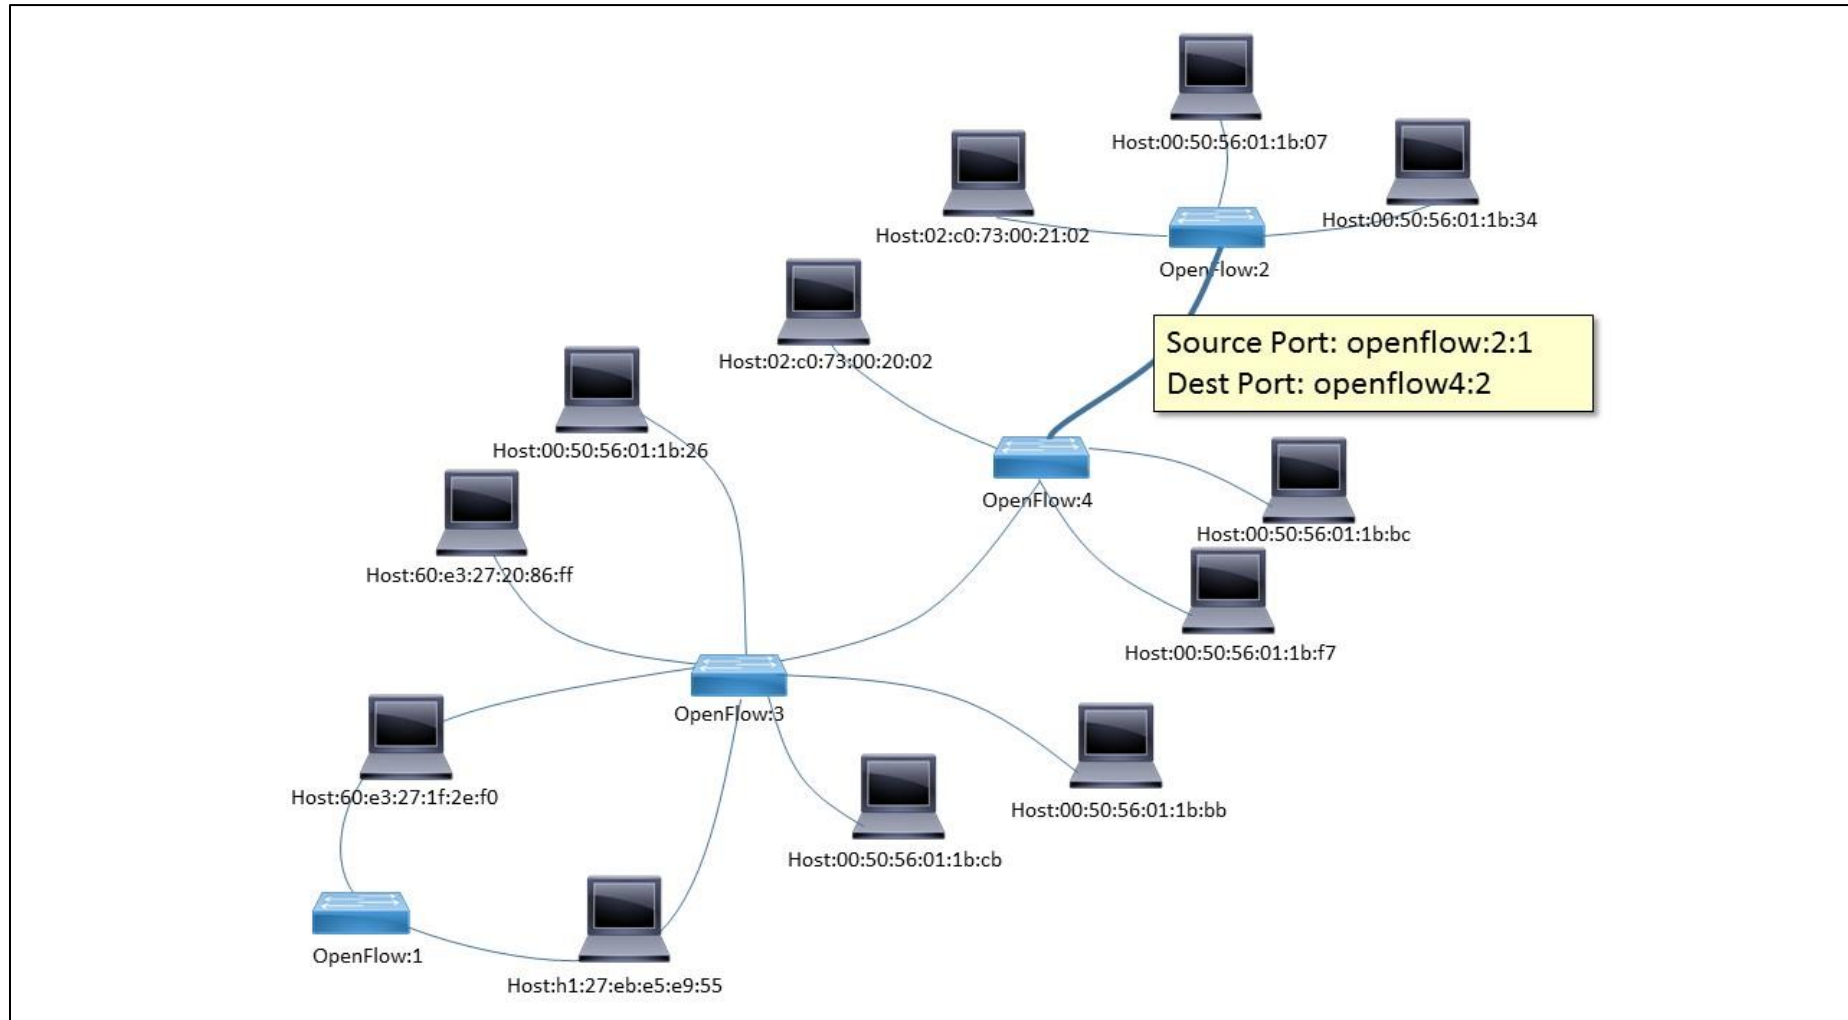 Host:00:50:56:01:1b:07
Host:02:c0:73:00:21:02
Host:00:50:56:01:1b:34
OpenFlow:2
Source Port: openflow:2:1
Dest Port: openflow4:2
Host:02:c0:73:00:20:02
Host:00:50:56:01:1b:26
OpenFlow:4
Host:00:50:56:01:1b:bc
Host:60:e3:27:20:86:ff
Host:00:50:56:01:1b:f7
OpenFlow:3
Host:60:e3:27:1f:2e:f0
Host:00:50:56:01:1b:bb
Host:00:50:56:01:1b:cb
OpenFlow:1
Host:h1:27:eb:e5:e9:55